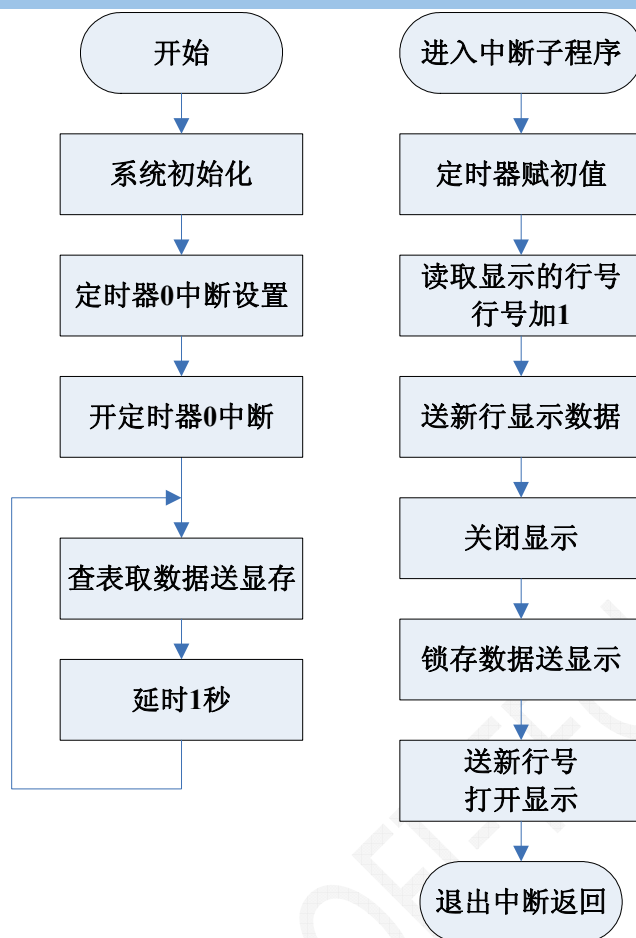 开始
系统初始化
定时器0中断设置
开定时器0中断
查表取数据送显存
延时1秒
进入中断子程序
定时器赋初值
读取显示的行号
行号加1
送新行显示数据
关闭显示
锁存数据送显示
送新行号
打开显示
退出中断返回